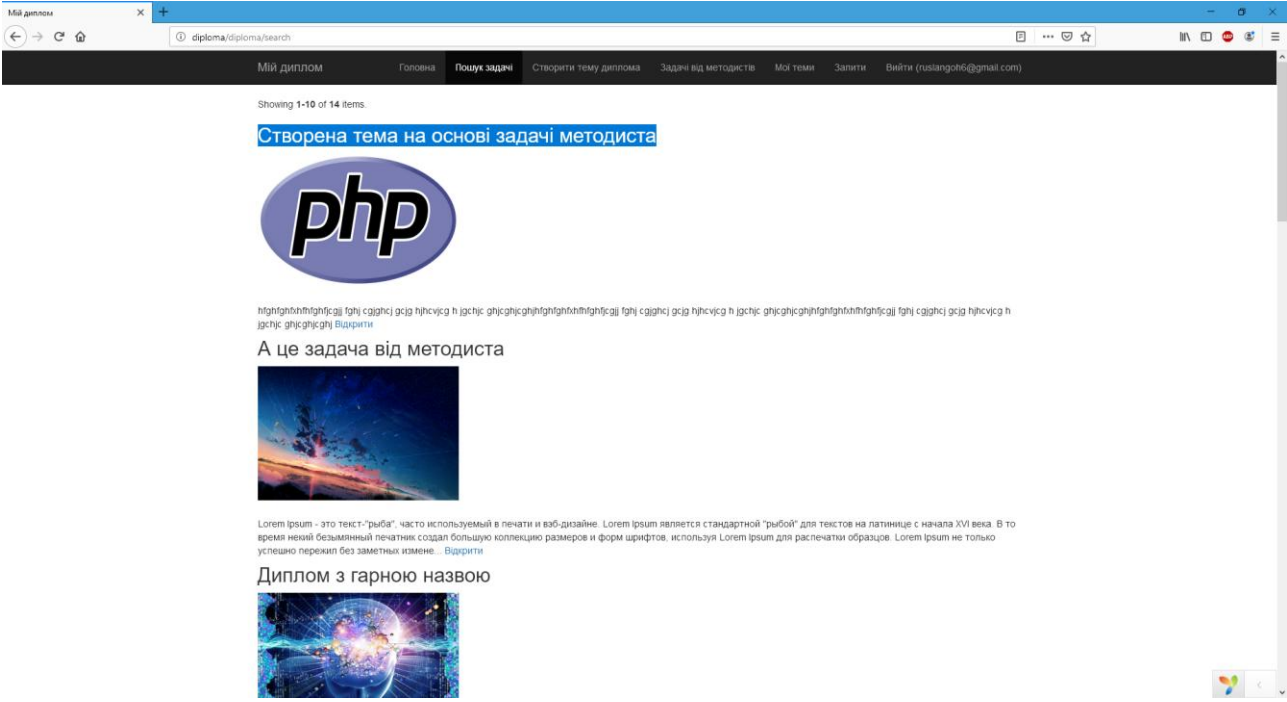 Мій диплом
diploma/diploma/search
Мій диплом Головна Пошук задачі Створити тему диплома Задачі від методистів Мої теми Запити Вийти (ruslangoh6@gmail.com)
Showing 1-10 of 14 items.
Створена тема на основі задачі методиста
php
hfghfghfxhfhfghfjcgjj fghj cgjghcj gcjg hjhcvjcg h jgchjc ghjcghjcghjhfghfghfxhfhfghfjcgjj fghj cgjghcj gcjg hjhcvjcg h jgchjc ghjcghjcghjhfghfghfxhfhfghfjcgjj fghj cgjghcj gcjg hjhcvjcg h
jgchjc ghjcghjcghj Відкрити
А це задача від методиста
Lorem Ipsum - это текст-"рыба", часто используемый в печати и вэб-дизайне. Lorem Ipsum является стандартной "рыбой" для текстов на латинице с начала XVI века. В то
время некий безымянный печатник создал большую коллекцию размеров и форм шрифтов, используя Lorem Ipsum для распечатки образцов. Lorem Ipsum не только
успешно пережил без заметных измене... Відкрити
Диплом з гарною назвою